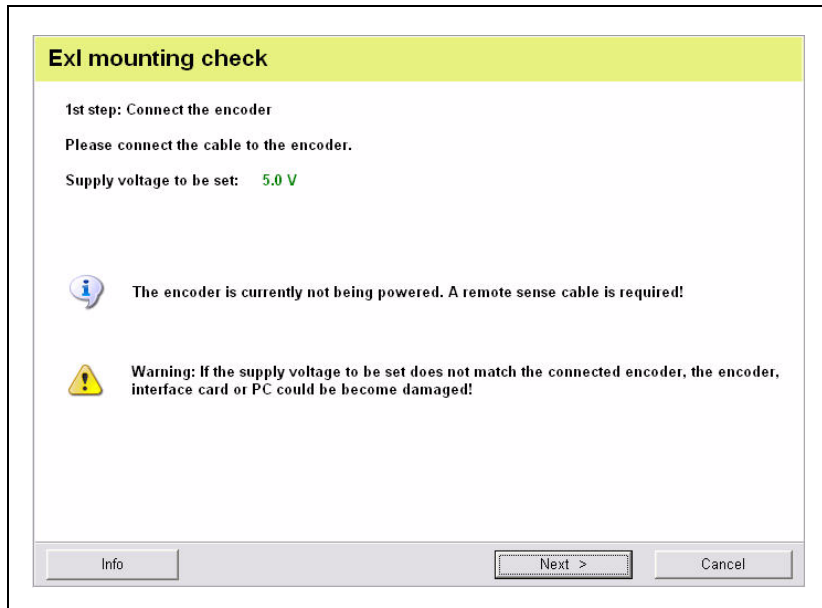 ExI mounting check
1st step: Connect the encoder
Please connect the cable to the encoder.
Supply voltage to be set: 5.0 V
The encoder is currently not being powered. A remote sense cable is required!
Warning: If the supply voltage to be set does not match the connected encoder, the encoder,
interface card or PC could be become damaged!
Info
Next >
Cancel